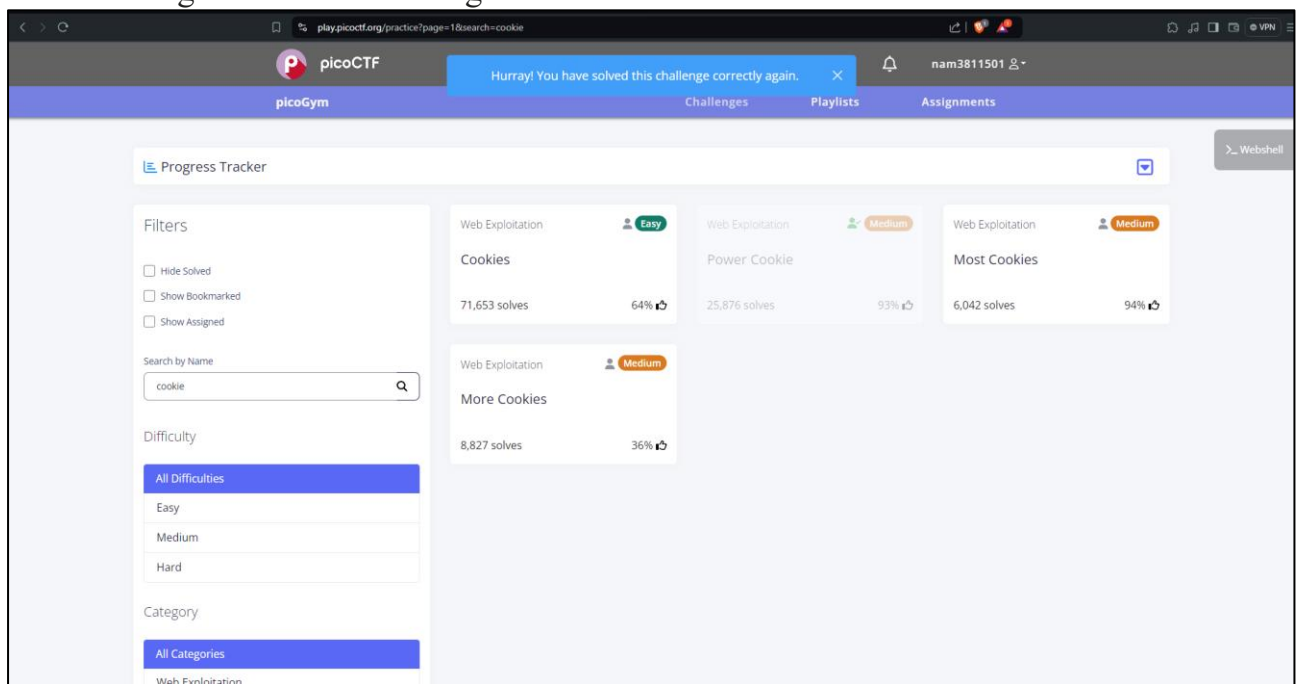 play.picoctf.org/practice?page=1&search=cookie
VPN
picoCTF
Hurray! You have solved this challenge correctly again.
nam3811501
picoGym
Challenges
Playlists
Assignments
>_ Webshell
Progress Tracker
Filters
Hide Solved
Show Bookmarked
Show Assigned
Search by Name
cookie
Difficulty
All Difficulties
Easy
Medium
Hard
Category
All Categories
Web Exploitation
Web Exploitation Easy
Cookies
71,653 solves 64%
Web Exploitation Medium
Power Cookie
25,876 solves 93%
Web Exploitation Medium
Most Cookies
6,042 solves 94%
Web Exploitation Medium
More Cookies
8,827 solves 36%